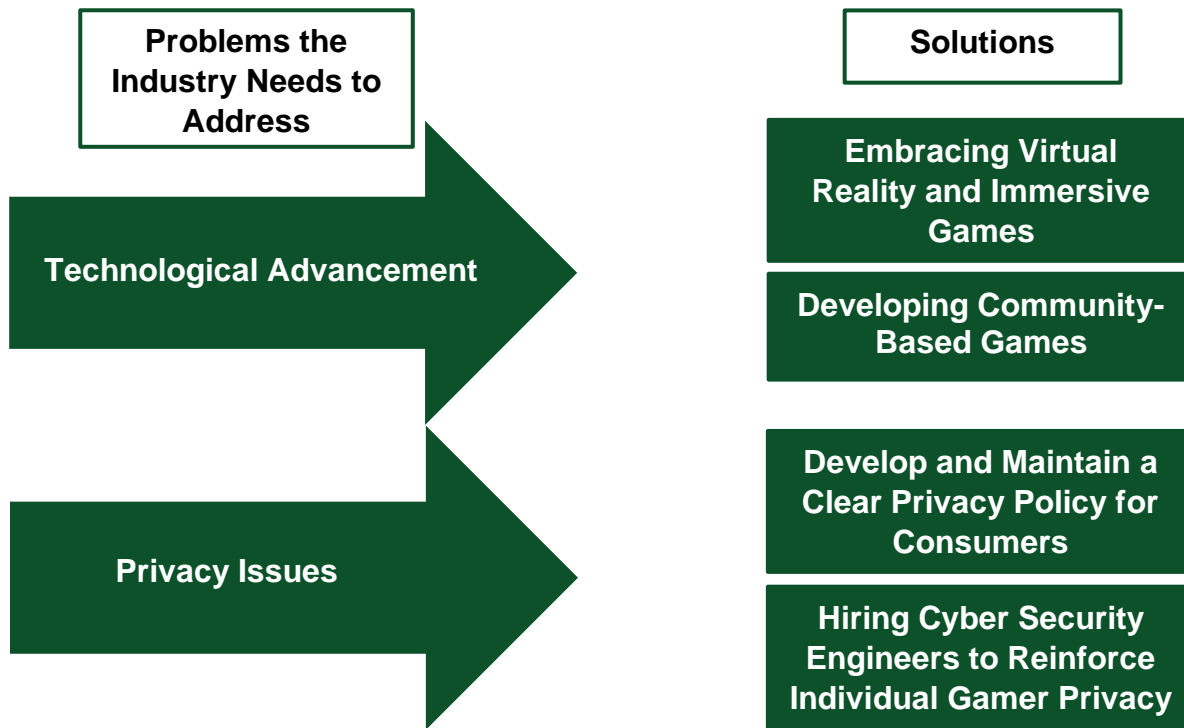 Problems the
Industry Needs to
Address
Solutions
Technological Advancement
Embracing Virtual
Reality and Immersive
Games
Developing Community-
Based Games
Privacy Issues
Develop and Maintain a
Clear Privacy Policy for
Consumers
Hiring Cyber Security
Engineers to Reinforce
Individual Gamer Privacy